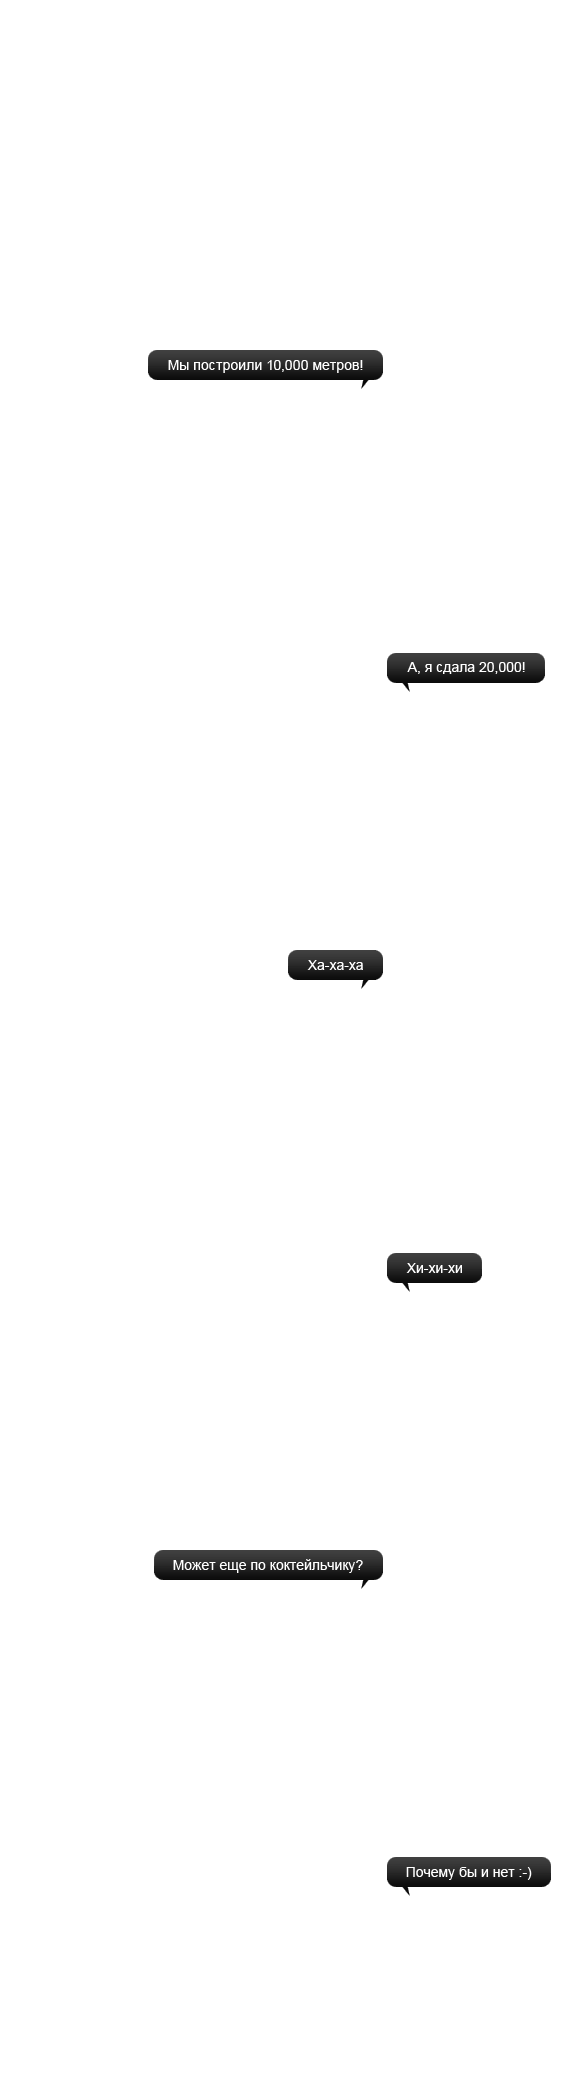 Мы построили 10,000 метров!
А, я сдала 20,000!
Ха-ха-ха
Хи-хи-хи
Может еще по коктейльчику?
Почему бы и нет :-)